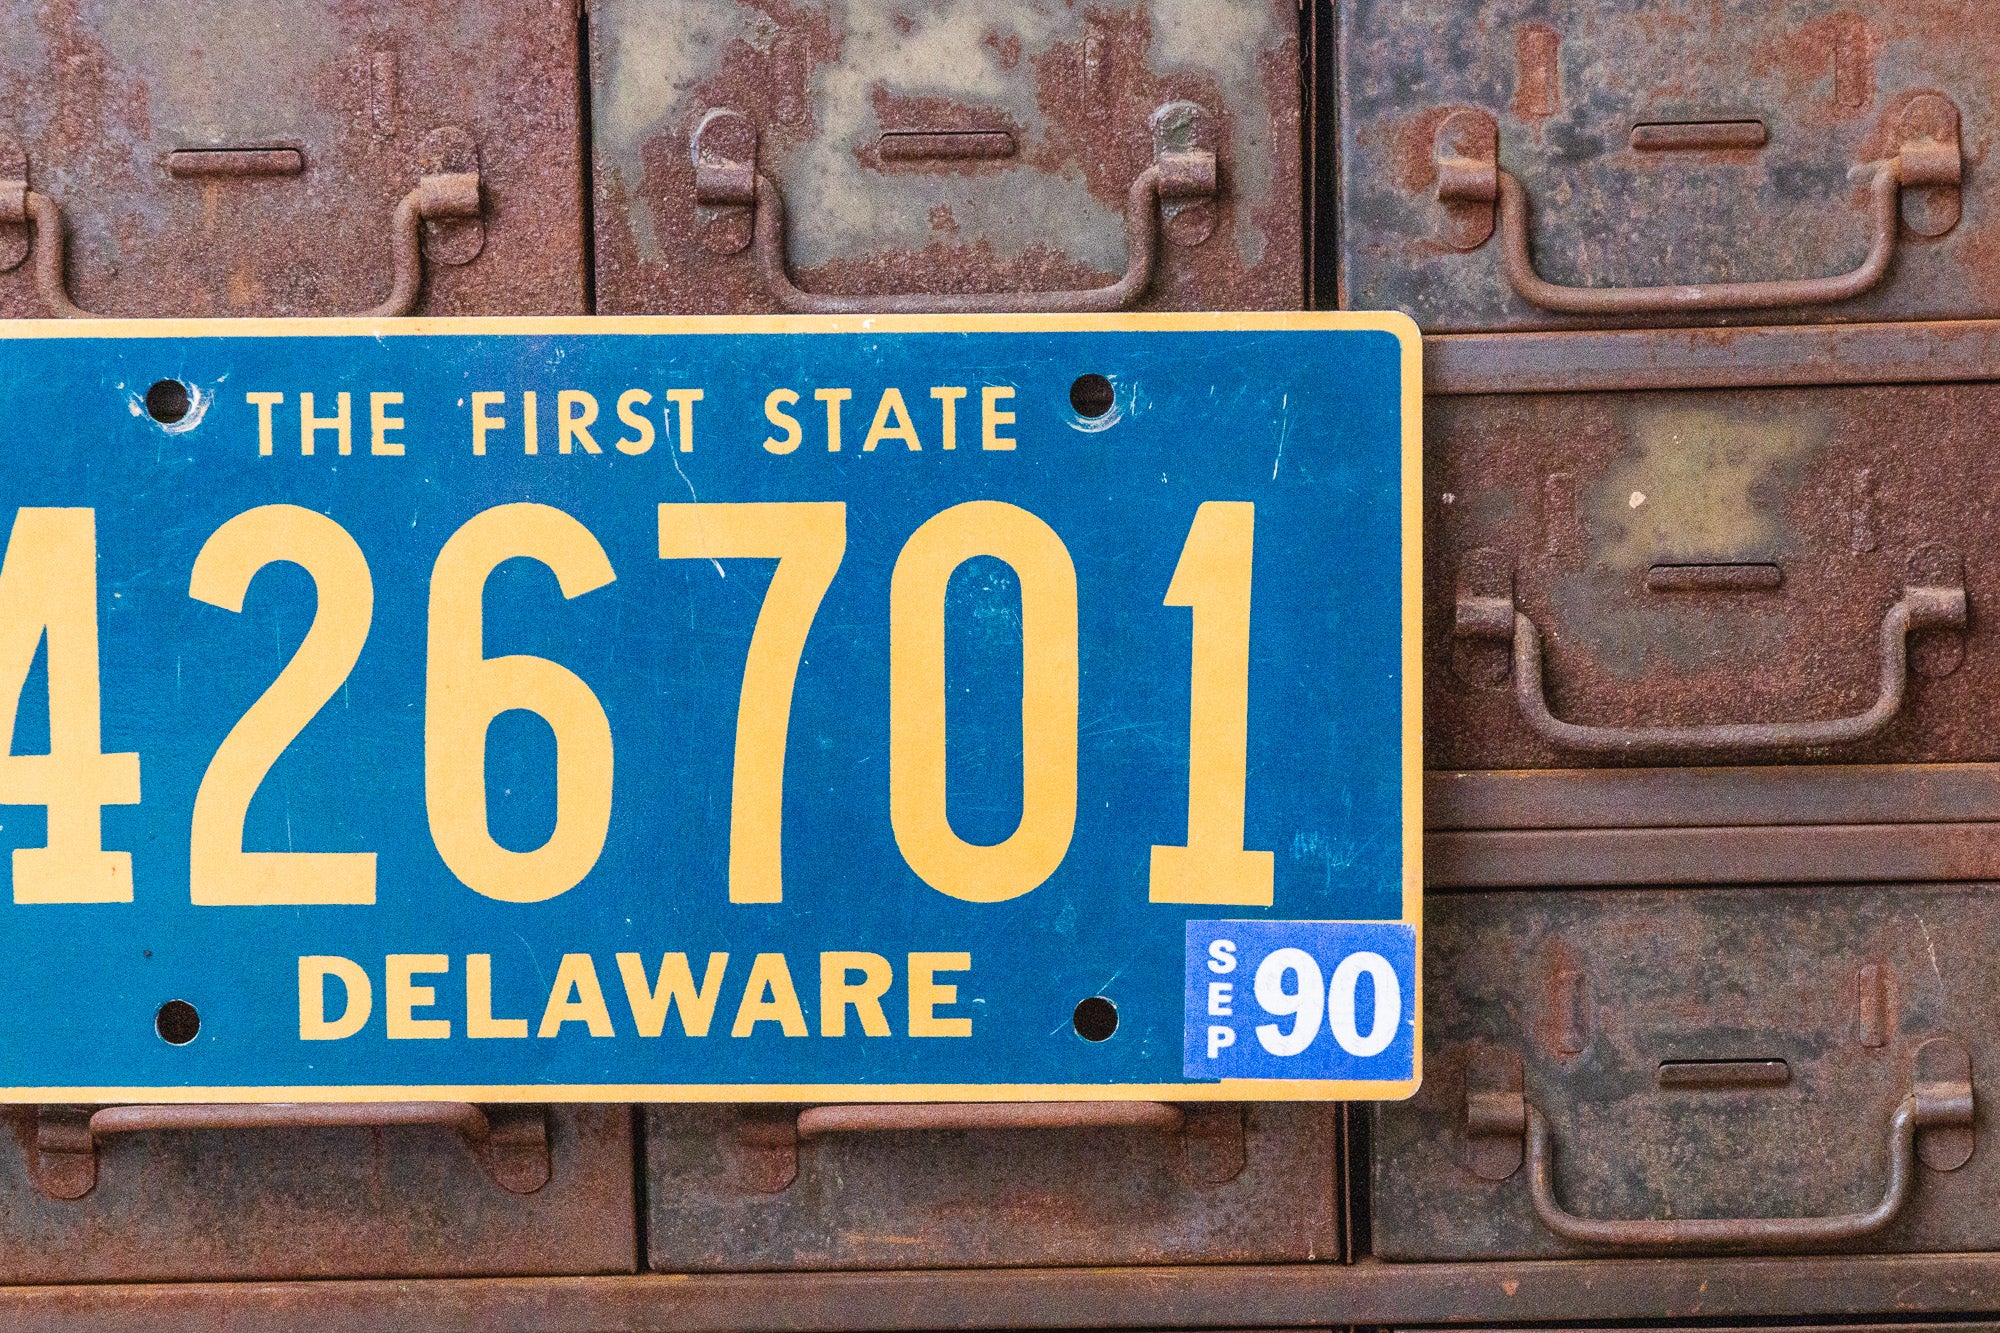 THE FIRST STATE
426701
DELAWARE
SEP 90